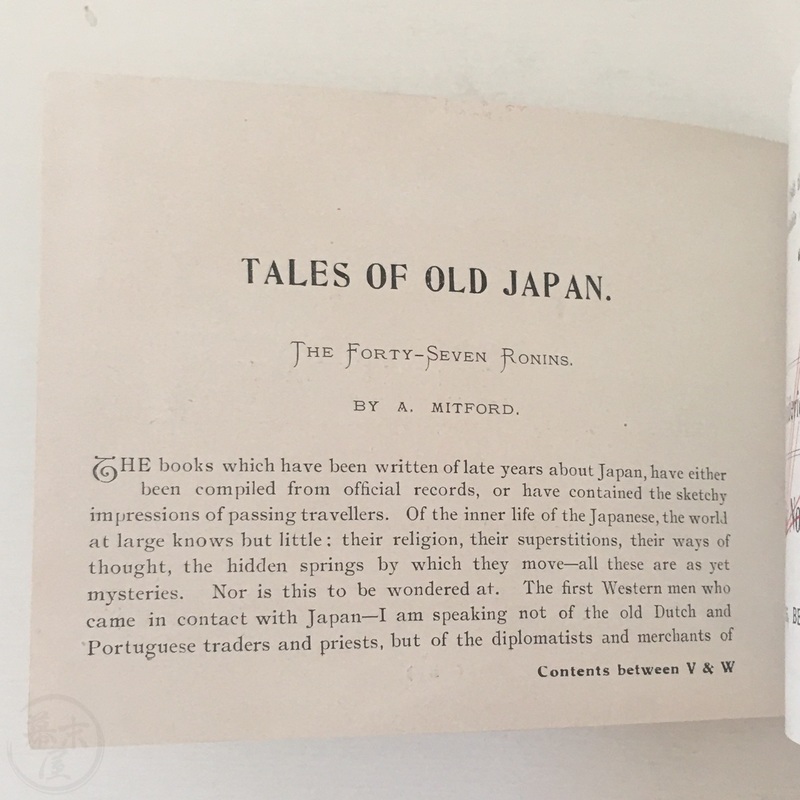 TALES OF OLD JAPAN.
THE FORTY-SEVEN RONINS.
BY A. MITFORD.
THE books which have been written of late years about Japan, have either
been compiled from official records, or have contained the sketchy
impressions of passing travellers. Of the inner life of the Japanese, the world
at large knows but little: their religion, their superstitions, their ways of
thought, the hidden springs by which they move—all these are as yet
mysteries. Nor is this to be wondered at. The first Western men who
came in contact with Japan—I am speaking not of the old Dutch and
Portuguese traders and priests, but of the diplomatists and merchants of
Contents between V & W